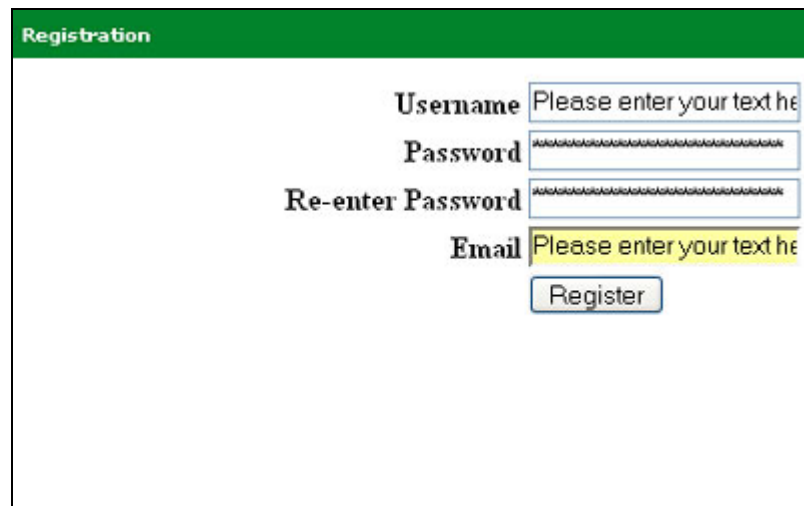 Registration
Username Please enter your text he
Password ****************************
Re-enter Password ****************************
Email Please enter your text he
Register